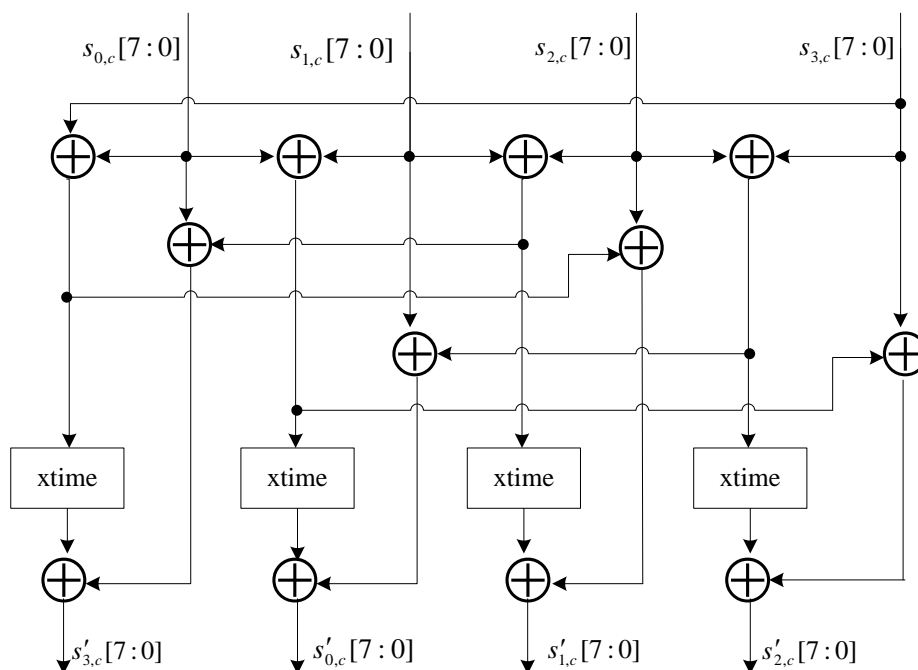 s0,c[7:0]
s1,c[7:0]
s2,c[7:0]
s3,c[7:0]
xtime
xtime
xtime
xtime
s′3,c[7:0]
s′0,c[7:0]
s′1,c[7:0]
s′2,c[7:0]